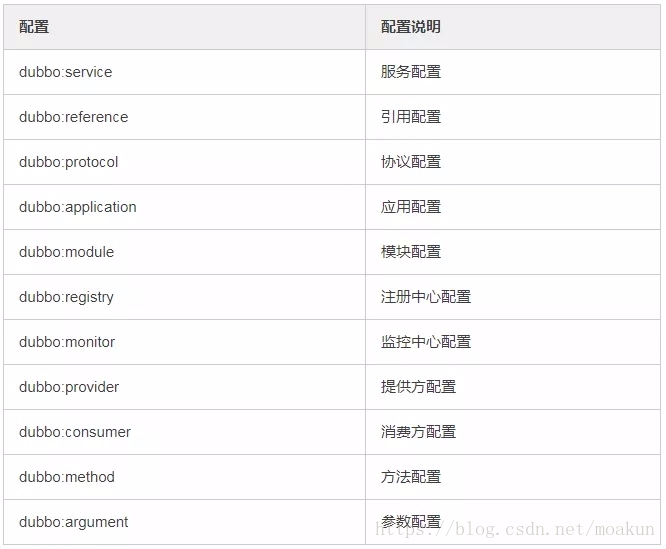 配置 配置说明
dubbo:service 服务配置
dubbo:reference 引用配置
dubbo:protocol 协议配置
dubbo:application 应用配置
dubbo:module 模块配置
dubbo:registry 注册中心配置
dubbo:monitor 监控中心配置
dubbo:provider 提供方配置
dubbo:consumer 消费方配置
dubbo:method 方法配置
dubbo:argument 参数配置
https://blog.csdn.net/moakun